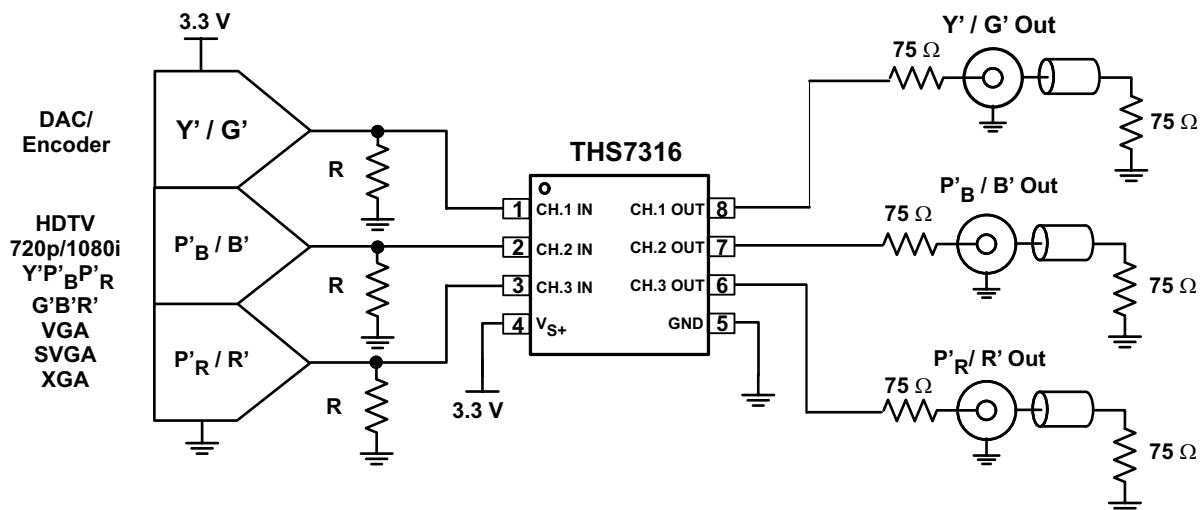 3.3 V
DAC/
Encoder
Y' / G'
R
HDTV
720p/1080i
Y'P'BP'R
G'B'R'
VGA
SVGA
XGA
P'B / B'
R
P'R / R'
R
THS7316
1 CH.1 IN
2 CH.2 IN
3 CH.3 IN
4 VS+
CH.1 OUT 8
CH.2 OUT 7
CH.3 OUT 6
GND 5
3.3 V
Y' / G' Out
75 Ω
75 Ω
P'B / B' Out
75 Ω
75 Ω
P'R/ R' Out
75 Ω
75 Ω